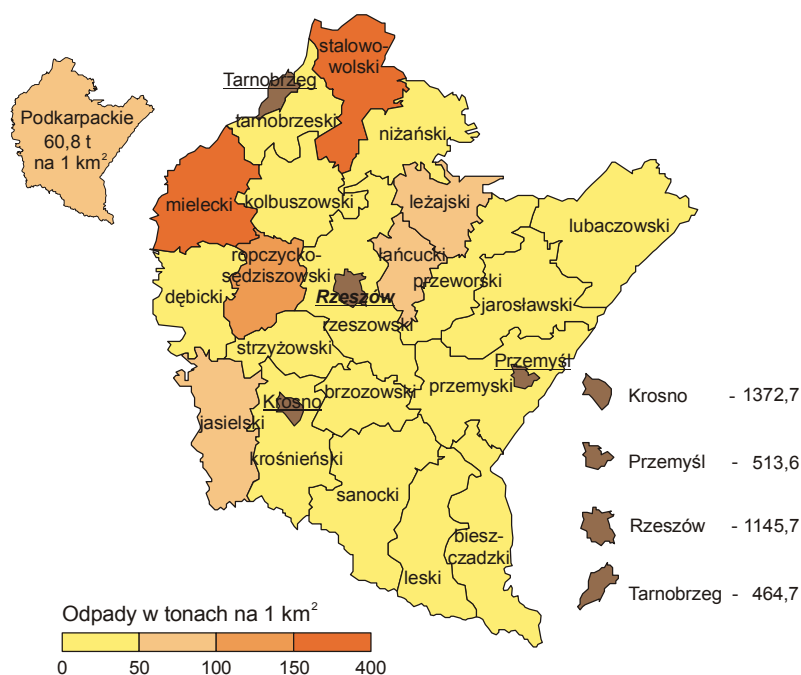 stalowo-
wolski
Tarnobrzeg
Podkarpackie
60,8 t
na 1 km²
tarnobrzeski
niżański
mielecki
kolbuszowski
leżajski
lubaczowski
ropczycko-
sędziszowski
łańcucki
dębicki
przeworski
Rzeszów
jarosławski
rzeszowski
strzyżowski
Przemyśl
przemyski
brzozowski
Krosno
jasielski
krośnieński
sanocki
biesz-
czadzki
leski
Krosno - 1372,7
Przemyśl - 513,6
Rzeszów - 1145,7
Tarnobrzeg - 464,7
Odpady w tonach na 1 km²
0 50 100 150 400